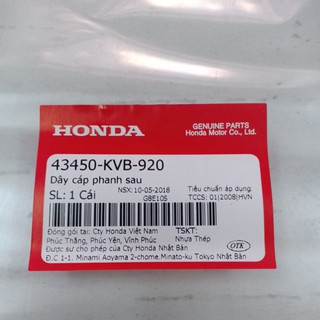 HONDA
GENUINE PARTS
Honda Motor Co., Ltd.
43450-KVB-920
Dây cáp phanh sau
SL: 1 Cái
NSX: 10-05-2018
G8E10S
Tiêu chuẩn áp dụng:
TCCS: 01|2008|HVN
Đóng gói tại: Cty Honda Việt Nam
Phúc Thắng, Phúc Yên, Vĩnh Phúc
TSKT:
Nhựa Thép
Được sự cho phép của Cty Honda Nhật Bản
Đ.C 1-1. Minami Aoyama 2-chome.Minato-ku Tokyo Nhật Bản
OTK